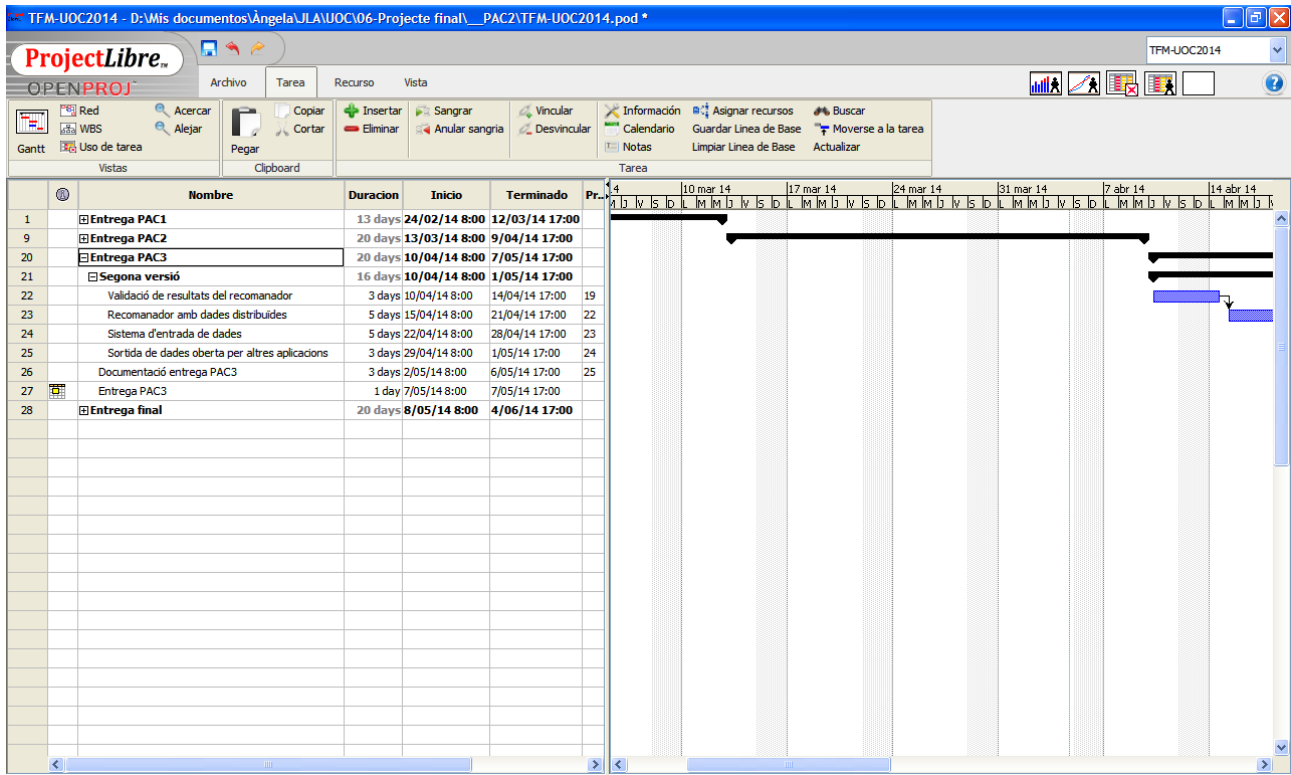 TFM-UOC2014 - D:\Mis documentos\Àngela\JLA\UOC\06-Projecte final\__PAC2\TFM-UOC2014.pod *
ProjectLibre™
OPENPROJ
TFM-UOC2014
Archivo Tarea Recurso Vista
Red Acercar Copiar Insertar Sangrar Vincular Información Asignar recursos Buscar
WBS Alejar Cortar Eliminar Anular sangria Desvincular Calendario Guardar Linea de Base Moverse a la tarea
Gantt Uso de tarea Pegar Notas Limpiar Linea de Base Actualizar
Vistas Clipboard Tarea
Nombre Duracion Inicio Terminado Pr...
4 10 mar 14 17 mar 14 24 mar 14 31 mar 14 7 abr 14 14 abr 14
M J V S D L M M J V S D L M M J V S D L M M J V S D L M M J V S D L M M J V S D L M M J V
1 Entrega PAC1 13 days 24/02/14 8:00 12/03/14 17:00
9 Entrega PAC2 20 days 13/03/14 8:00 9/04/14 17:00
20 Entrega PAC3 20 days 10/04/14 8:00 7/05/14 17:00
21 Segona versió 16 days 10/04/14 8:00 1/05/14 17:00
22 Validació de resultats del recomanador 3 days 10/04/14 8:00 14/04/14 17:00 19
23 Recomanador amb dades distribuïdes 5 days 15/04/14 8:00 21/04/14 17:00 22
24 Sistema d'entrada de dades 5 days 22/04/14 8:00 28/04/14 17:00 23
25 Sortida de dades oberta per altres aplicacions 3 days 29/04/14 8:00 1/05/14 17:00 24
26 Documentació entrega PAC3 3 days 2/05/14 8:00 6/05/14 17:00 25
27 Entrega PAC3 1 day 7/05/14 8:00 7/05/14 17:00
28 Entrega final 20 days 8/05/14 8:00 4/06/14 17:00